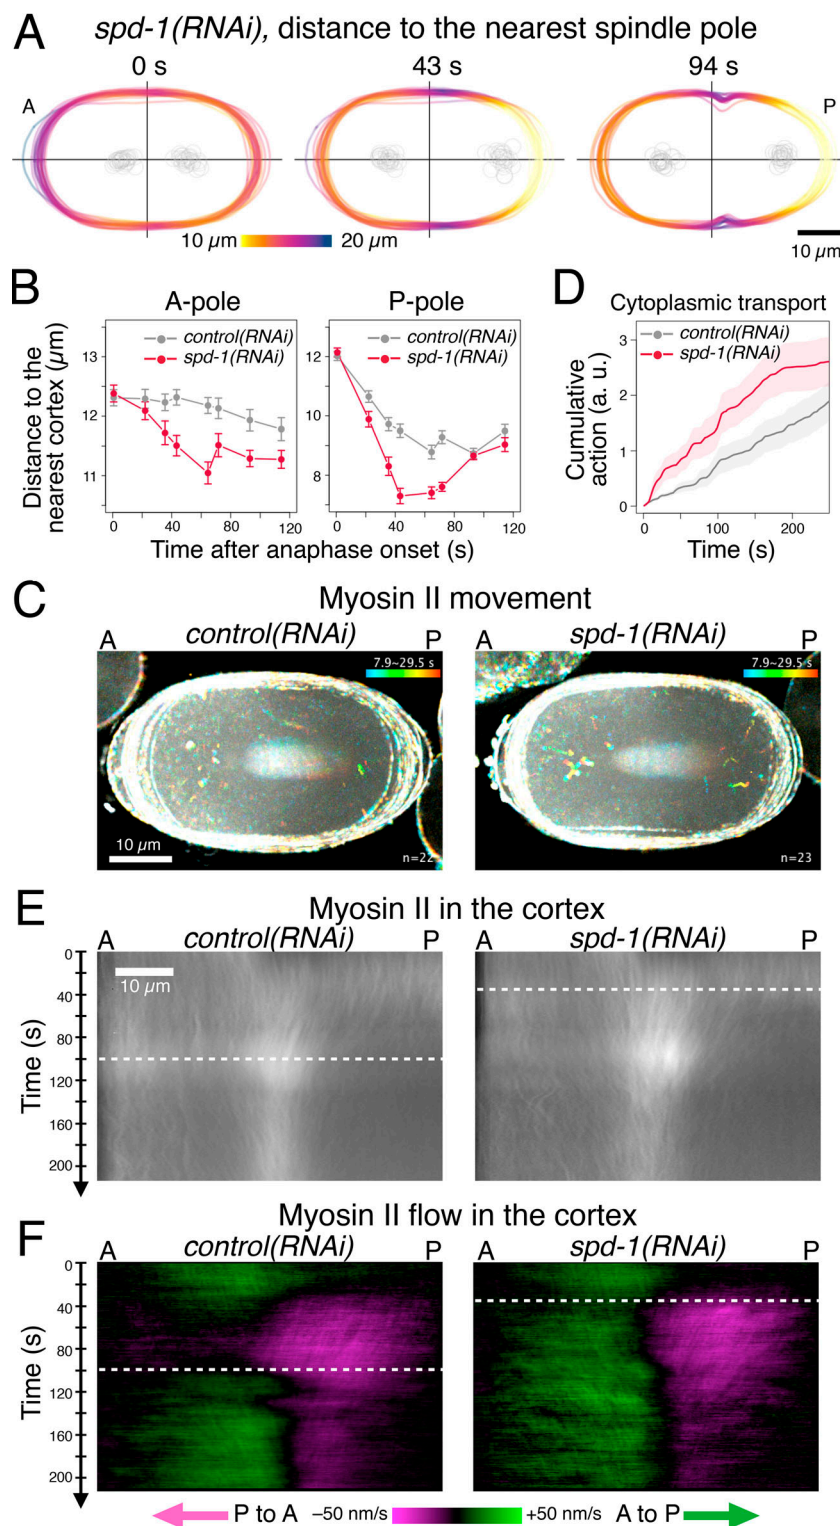 A
spd-1(RNAi), distance to the nearest spindle pole
0 s 43 s 94 s
A P
10 µm 20 µm
10 µm
B
A-pole P-pole
control(RNAi)
spd-1(RNAi)
control(RNAi)
spd-1(RNAi)
Distance to the
nearest cortex (µm)
13
12
11
12
10
8
0 40 80 120
0 40 80 120
Time after anaphase onset (s)
D
Cytoplasmic transport
control(RNAi)
spd-1(RNAi)
Cumulative
action (a. u.)
3
2
1
0
0 100 200
Time (s)
C
Myosin II movement
A control(RNAi) P
A spd-1(RNAi) P
7.9~29.5 s
7.9~29.5 s
10 µm
n=22
n=23
E
Myosin II in the cortex
A control(RNAi) P
A spd-1(RNAi) P
10 µm
Time (s)
0
40
80
120
160
200
F
Myosin II flow in the cortex
A control(RNAi) P
A spd-1(RNAi) P
Time (s)
0
40
80
120
160
200
P to A –50 nm/s +50 nm/s A to P